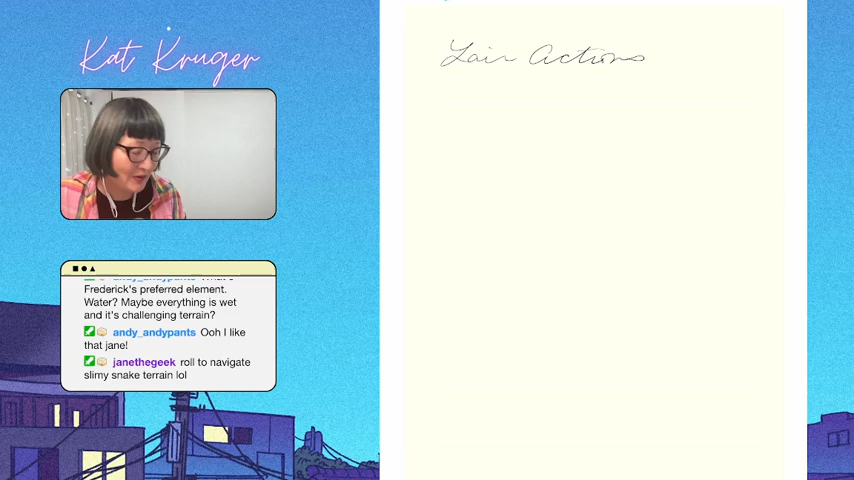 Kat Kruger
Lair Actions
Frederick's preferred element.
Water? Maybe everything is wet
and it's challenging terrain?
andy_andypants Ooh I like
that jane!
janethegeek roll to navigate
slimy snake terrain lol